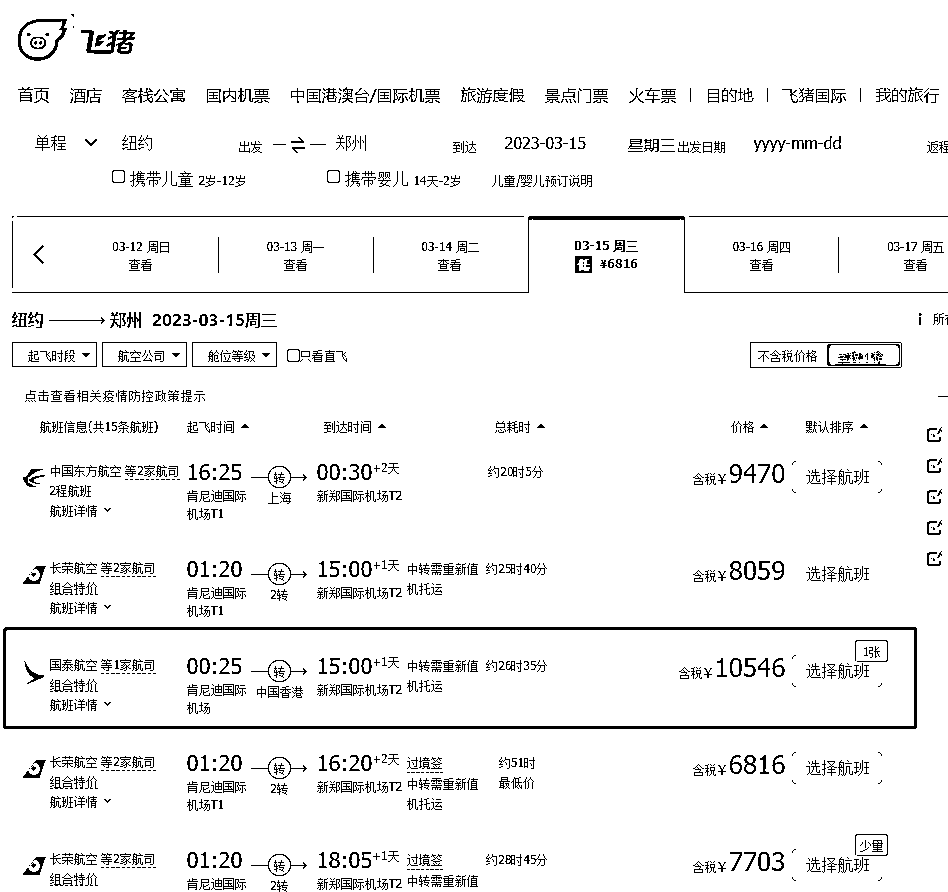 飞猪
首页 酒店 客栈公寓 国内机票 中国港澳台/国际机票 旅游度假 景点门票 火车票 | 目的地 | 飞猪国际 | 我的旅行
单程 纽约 出发 郑州 到达 2023-03-15 星期三 出发日期 yyyy-mm-dd 返程
携带儿童 2岁-12岁 携带婴儿 14天-2岁 儿童/婴儿预订说明
03-12 周日 03-13 周一 03-14 周二 03-15 周三 03-16 周四 03-17 周五
查看 查看 查看 低 ¥6816 查看 查看
纽约 郑州 2023-03-15周三 所有
起飞时段 航空公司 舱位等级 只看直飞 不含税价格
点击查看相关疫情防控政策提示
航班信息(共15条航班) 起飞时间 到达时间 总耗时 价格 默认排序
中国东方航空 等2家航司 16:25 转 00:30+2天 约20时5分 含税¥9470 选择航班
2程航班 肯尼迪国际 上海 新郑国际机场T2
航班详情 机场T1
长荣航空 等2家航司 01:20 转 15:00+1天 中转需重新值 约25时40分 含税¥8059 选择航班
组合特价 肯尼迪国际 2转 新郑国际机场T2 机托运
航班详情 机场T1
国泰航空 等1家航司 00:25 转 15:00+1天 中转需重新值 约26时35分 含税¥10546 选择航班 1张
组合特价 肯尼迪国际 中国香港 新郑国际机场T2 机托运
航班详情 机场
长荣航空 等2家航司 01:20 转 16:20+2天 过境签 约51时 含税¥6816 选择航班
组合特价 肯尼迪国际 2转 新郑国际机场T2 中转需重新值 最低价
航班详情 机场T1 机托运
长荣航空 等2家航司 01:20 转 18:05+1天 过境签 约28时45分 含税¥7703 选择航班 少量
组合特价 肯尼迪国际 2转 新郑国际机场T2 中转需重新值